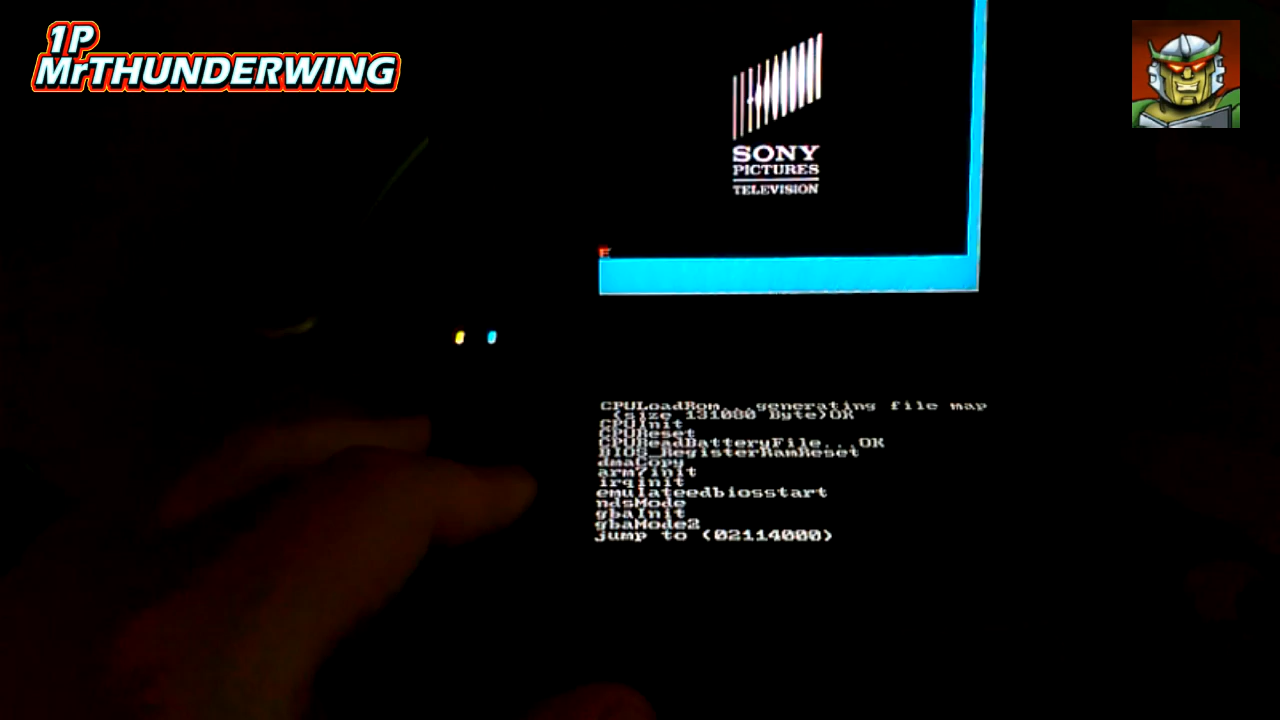 1P
MrTHUNDERWING
SONY
PICTURES
TELEVISION
E
CPULoadRom...generating file map
(size 131080 Byte)OK
CPUInit
CPUReset
CPUReadBatteryFile...OK
BIOS_RegisterRamReset
dmaCopy
arm7init
irqinit
emulateedbiosstart
ndsMode
gbaInit
gbaMode2
jump to (02114000)